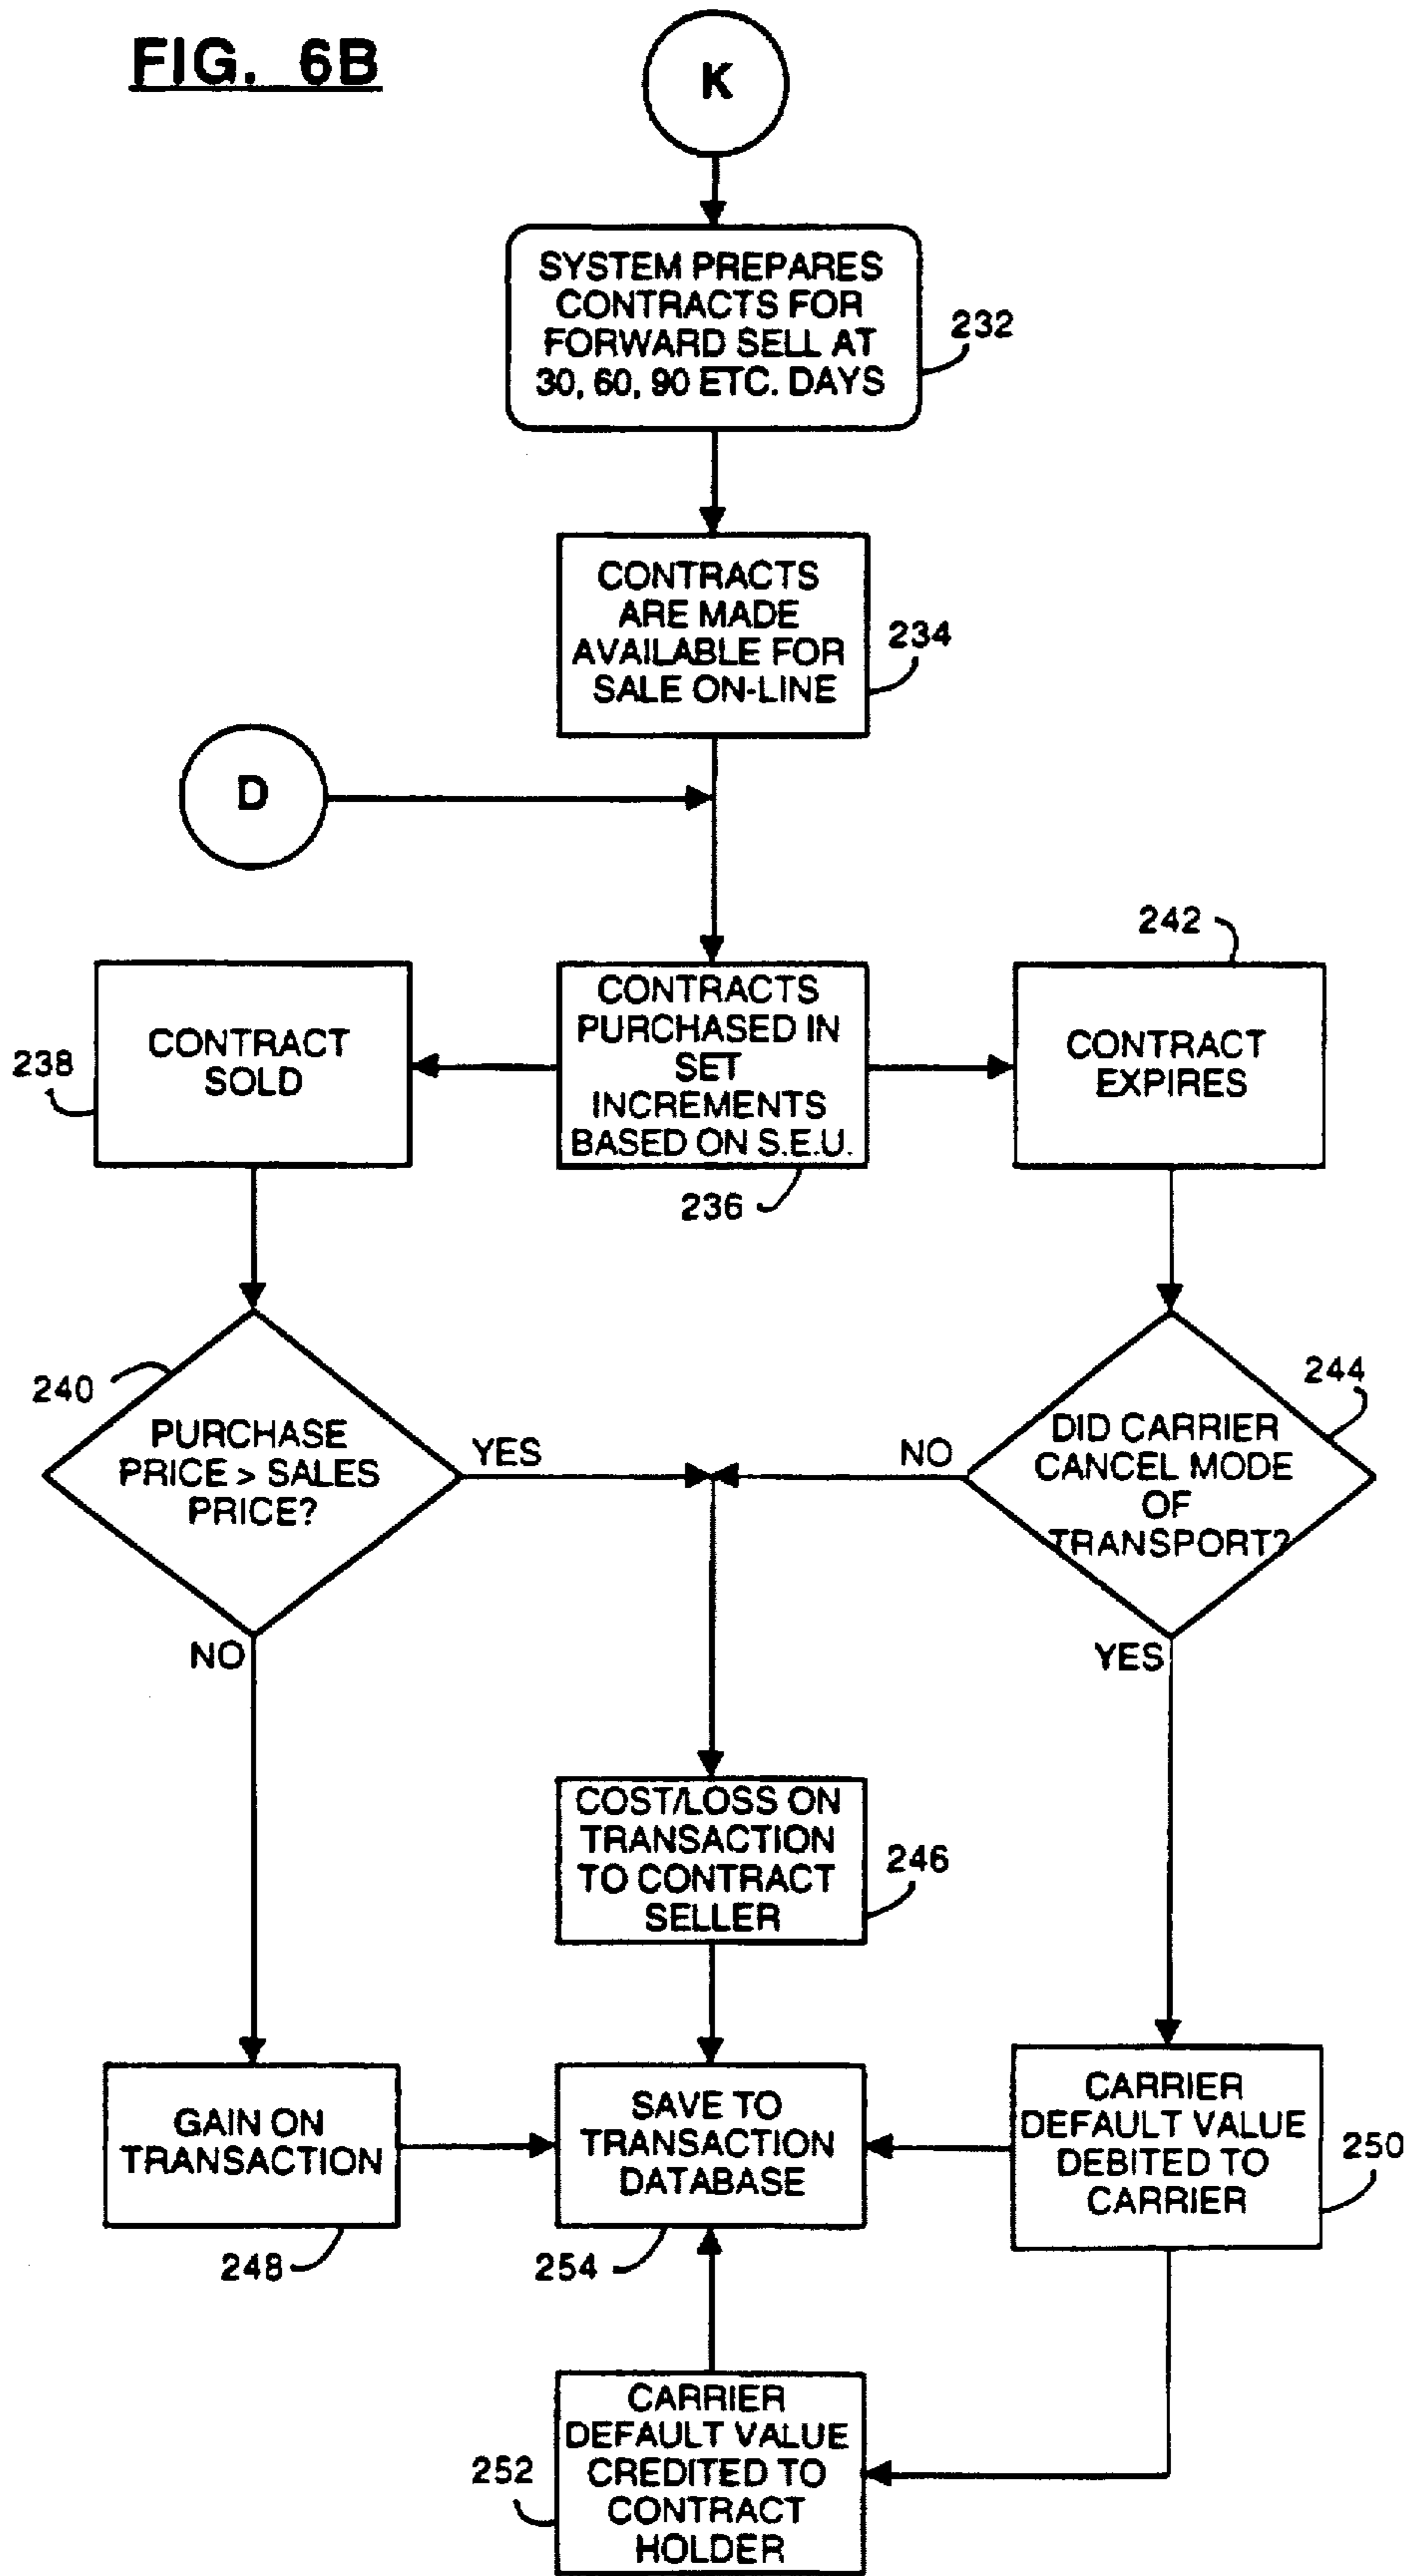 FIG. 6B
K
SYSTEM PREPARES
CONTRACTS FOR
FORWARD SELL AT
30, 60, 90 ETC. DAYS
232
CONTRACTS
ARE MADE
AVAILABLE FOR
SALE ON-LINE
234
D
242
CONTRACT
SOLD
238
CONTRACTS
PURCHASED IN
SET
INCREMENTS
BASED ON S.E.U.
236
CONTRACT
EXPIRES
240
PURCHASE
PRICE > SALES
PRICE?
YES
NO
NO
244
DID CARRIER
CANCEL MODE
OF
TRANSPORT?
YES
COST/LOSS ON
TRANSACTION
TO CONTRACT
SELLER
246
GAIN ON
TRANSACTION
248
SAVE TO
TRANSACTION
DATABASE
254
CARRIER
DEFAULT VALUE
DEBITED TO
CARRIER
250
252
CARRIER
DEFAULT VALUE
CREDITED TO
CONTRACT
HOLDER